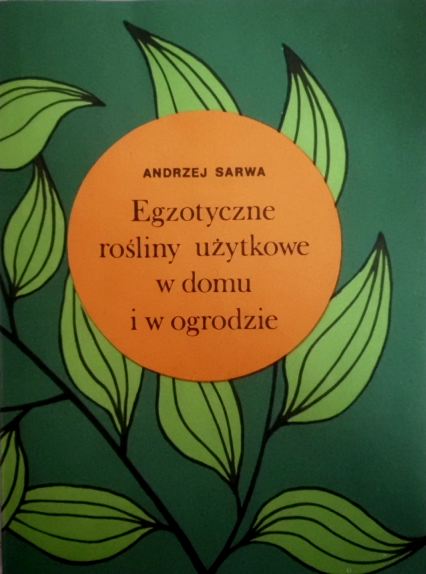 ANDRZEJ SARWA
Egzotyczne
rośliny użytkowe
w domu
i w ogrodzie